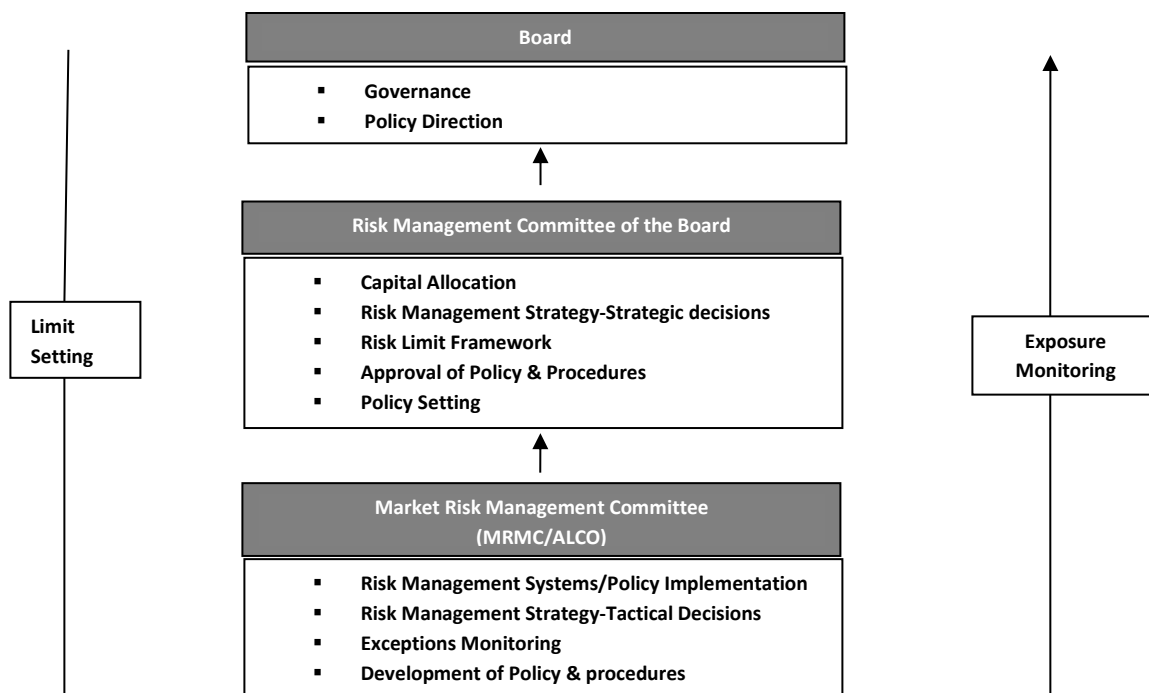 Board
▪ Governance
▪ Policy Direction
Risk Management Committee of the Board
▪ Capital Allocation
▪ Risk Management Strategy-Strategic decisions
▪ Risk Limit Framework
▪ Approval of Policy & Procedures
▪ Policy Setting
Limit
Setting
Exposure
Monitoring
Market Risk Management Committee
(MRMC/ALCO)
▪ Risk Management Systems/Policy Implementation
▪ Risk Management Strategy-Tactical Decisions
▪ Exceptions Monitoring
▪ Development of Policy & procedures